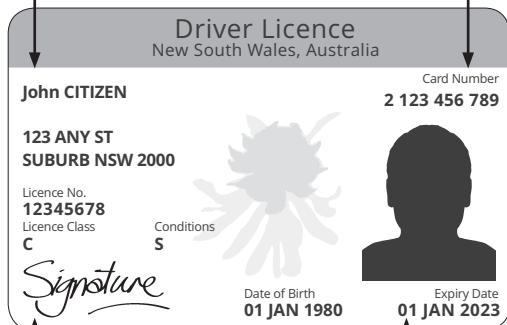 Driver Licence
New South Wales, Australia
Card Number
John CITIZEN
2 123 456 789
123 ANY ST
SUBURB NSW 2000
Licence No.
12345678
Licence Class Conditions
C S
Signature
Date of Birth Expiry Date
01 JAN 1980 01 JAN 2023